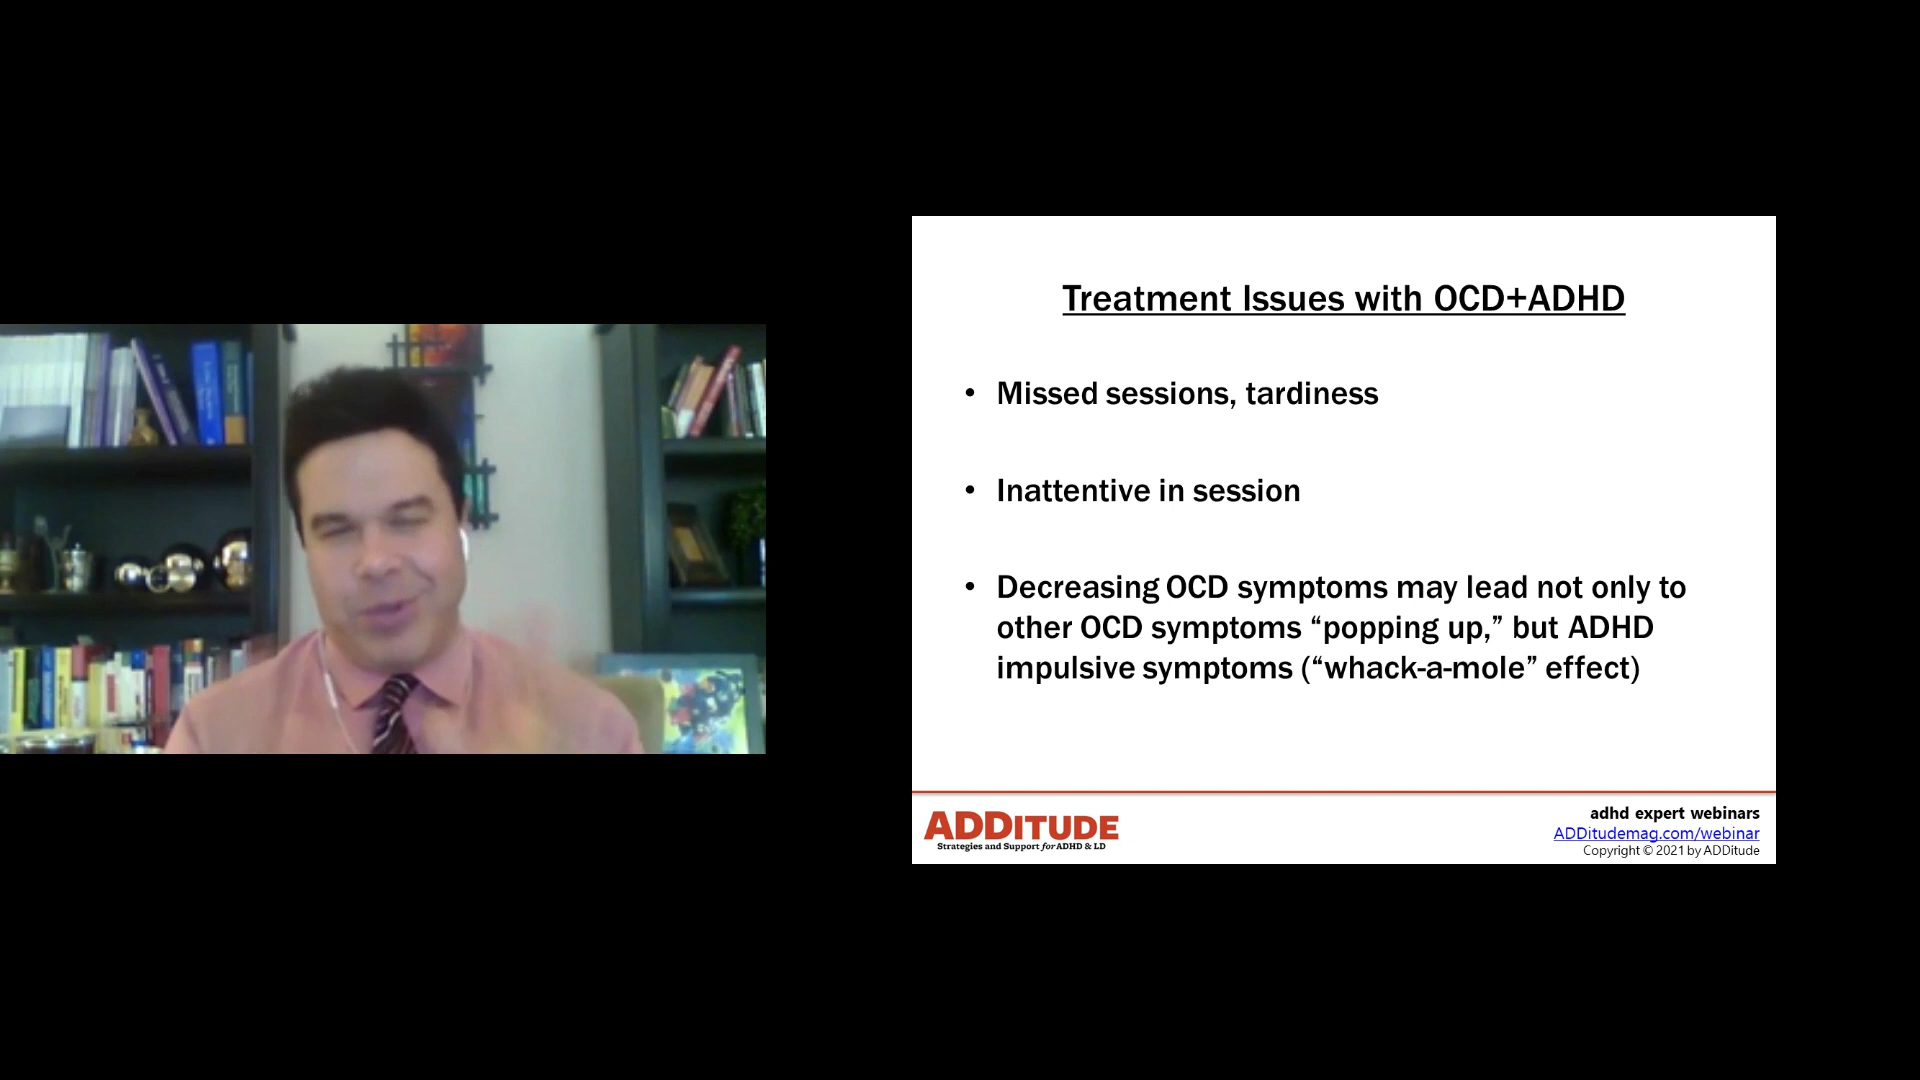 Treatment Issues with OCD+ADHD
• Missed sessions, tardiness
• Inattentive in session
• Decreasing OCD symptoms may lead not only to
other OCD symptoms “popping up,” but ADHD
impulsive symptoms (“whack-a-mole” effect)
ADDITUDE
Strategies and Support for ADHD & LD
adhd expert webinars
ADDitudemag.com/webinar
Copyright © 2021 by ADDitude